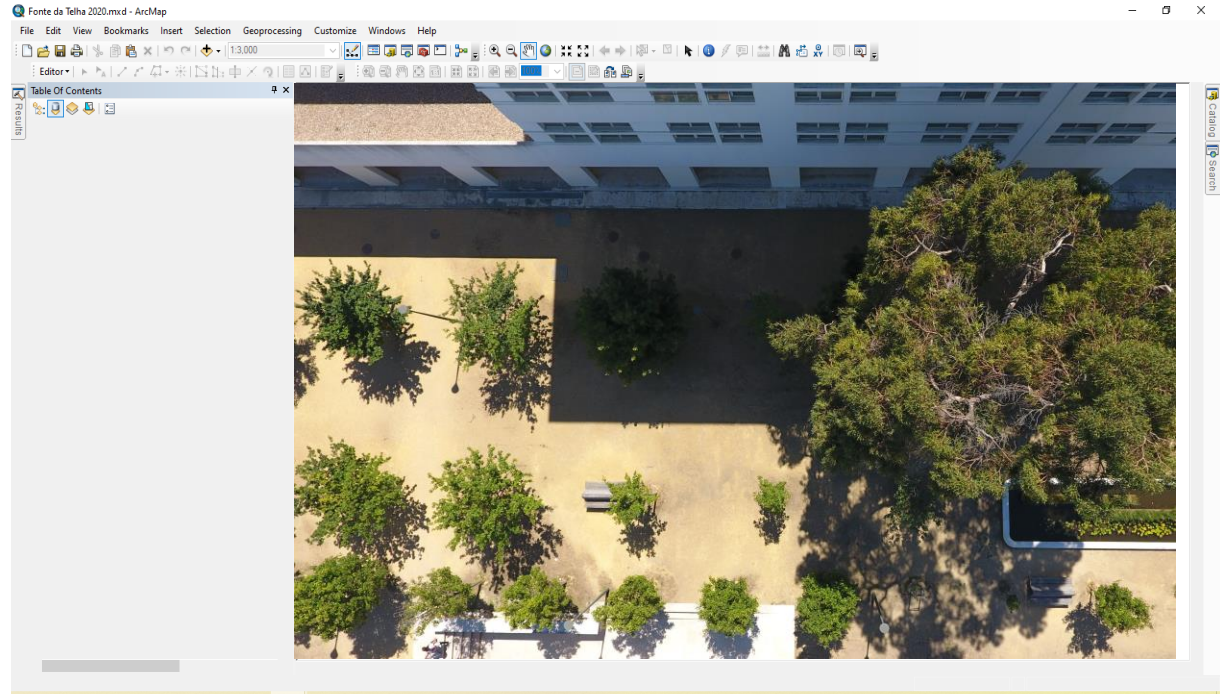 Fonte da Telha 2020.mxd - ArcMap
File Edit View Bookmarks Insert Selection Geoprocessing Customize Windows Help
1:3,000
Editor
Table Of Contents
Results
Catalog
Search